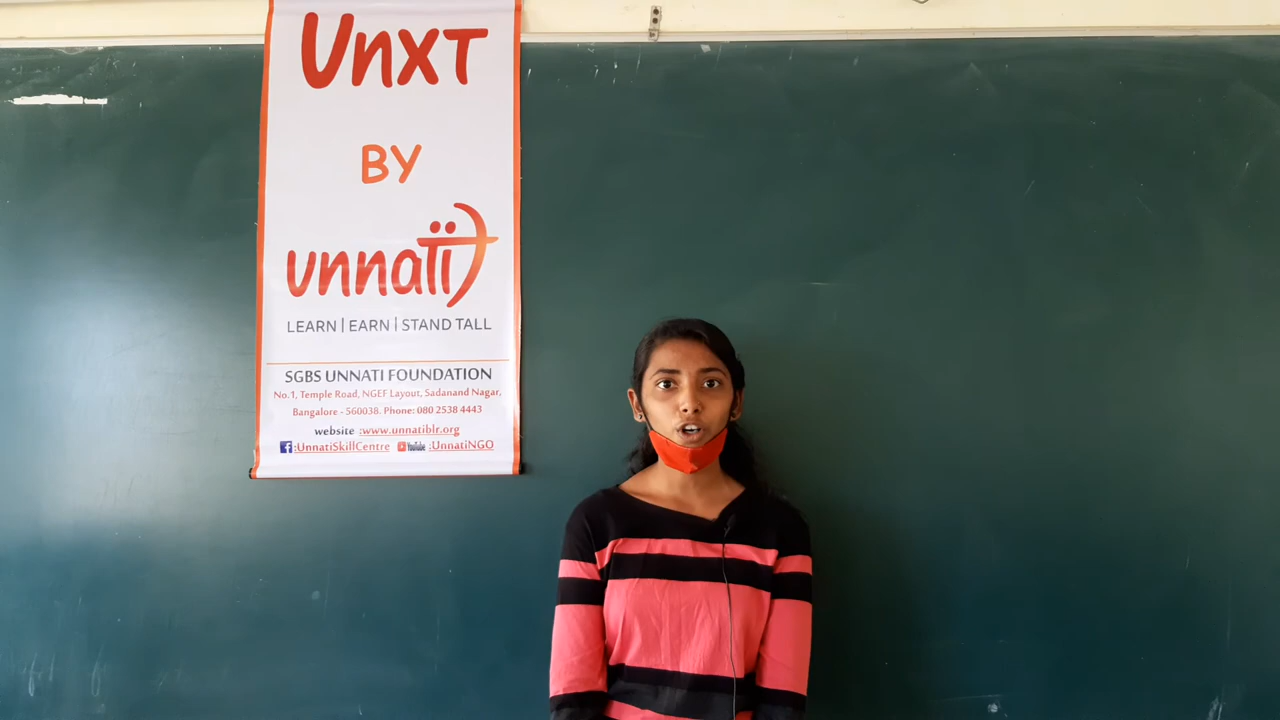 UNXT
BY
unnati
LEARN | EARN | STAND TALL
SGBS UNNATI FOUNDATION
No.1, Temple Road, NGEF Layout, Sadanand Nagar,
Bangalore - 560038. Phone: 080 2538 4443
website :www.unnatiblr.org
f:UnnatiSkillCentre YouTube :UnnatiNGO